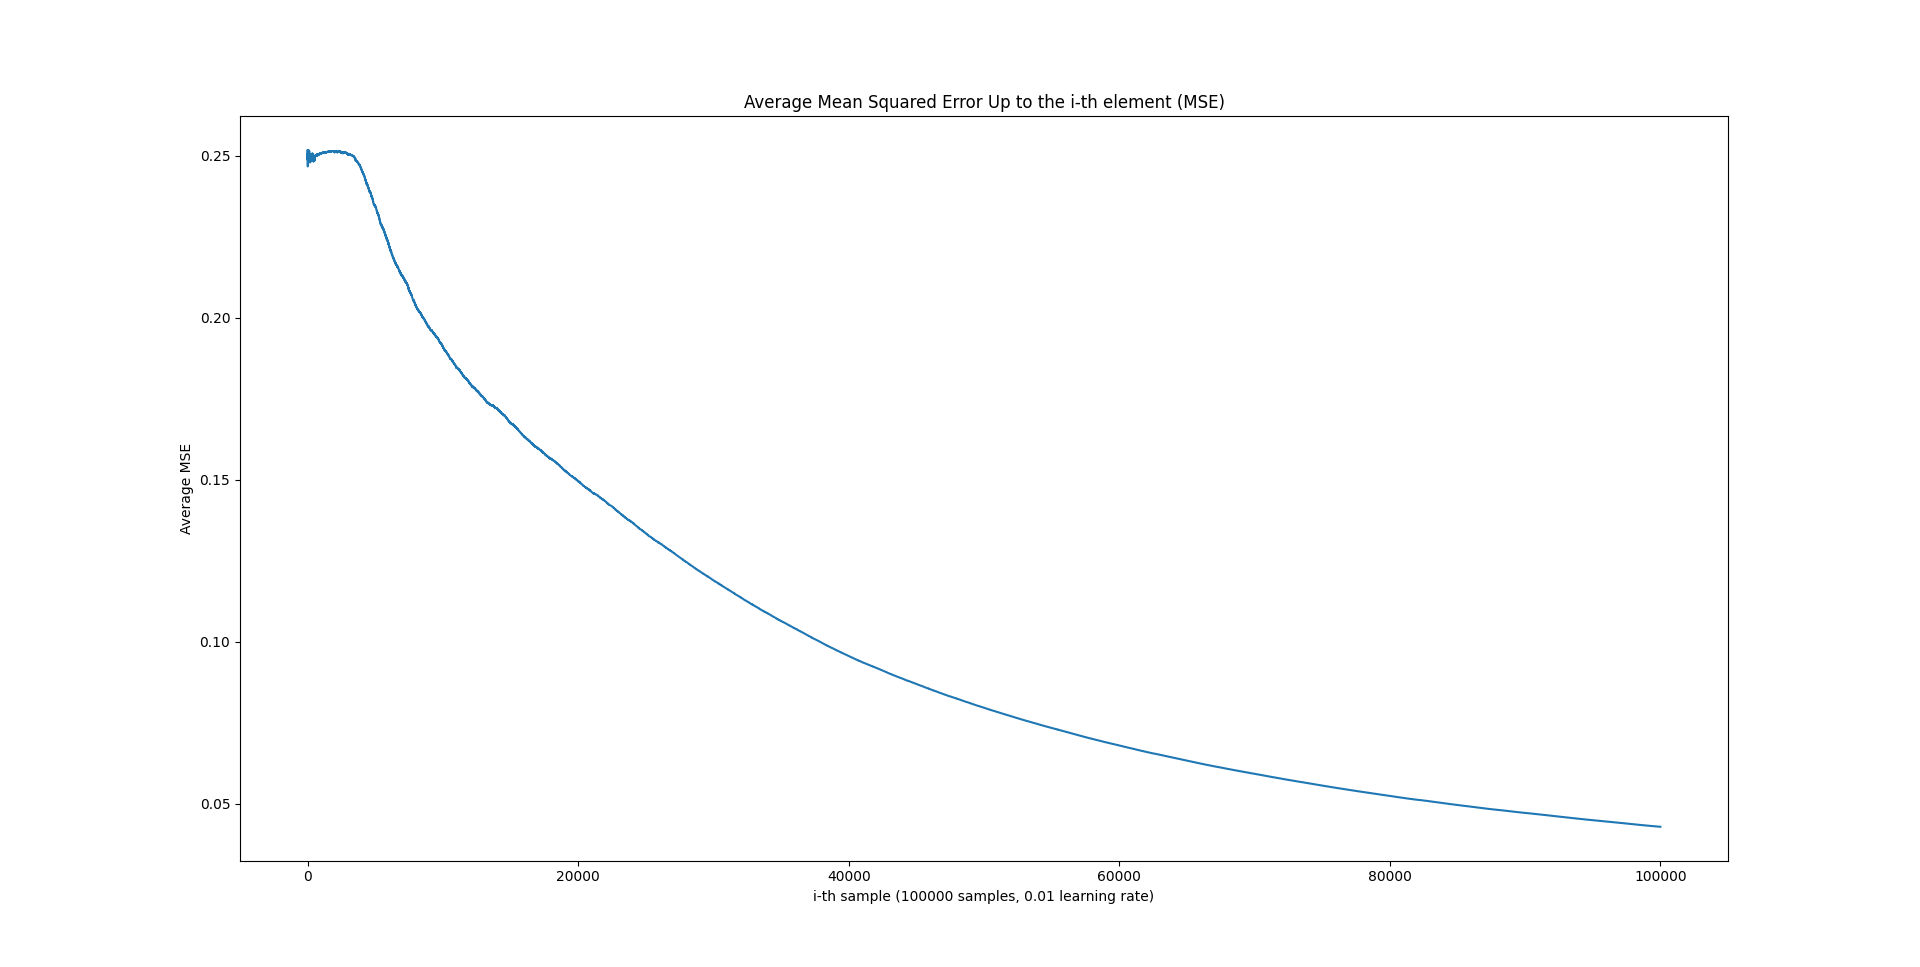 Average Mean Squared Error Up to the i-th element (MSE)
0.25
0.20
0.15
0.10
0.05
Average MSE
0 20000 40000 60000 80000 100000
i-th sample (100000 samples, 0.01 learning rate)